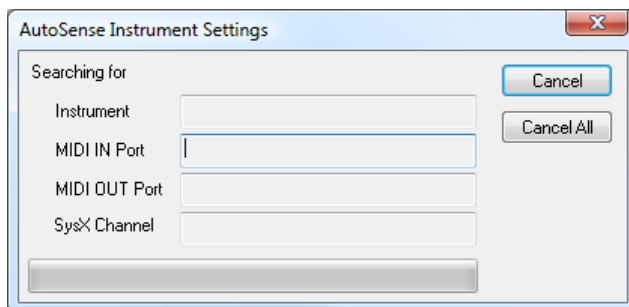 AutoSense Instrument Settings
Searching for
Cancel
Instrument
Cancel All
MIDI IN Port
MIDI OUT Port
SysX Channel